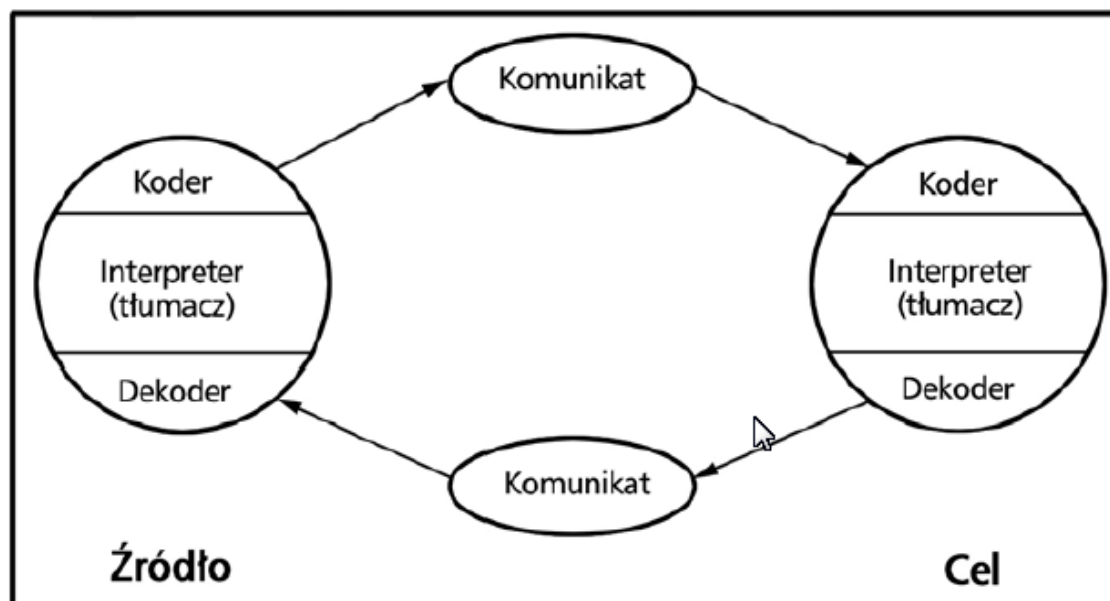 Komunikat
Koder
Interpreter
(tłumacz)
Dekoder
Koder
Interpreter
(tłumacz)
Dekoder
Komunikat
Źródło
Cel